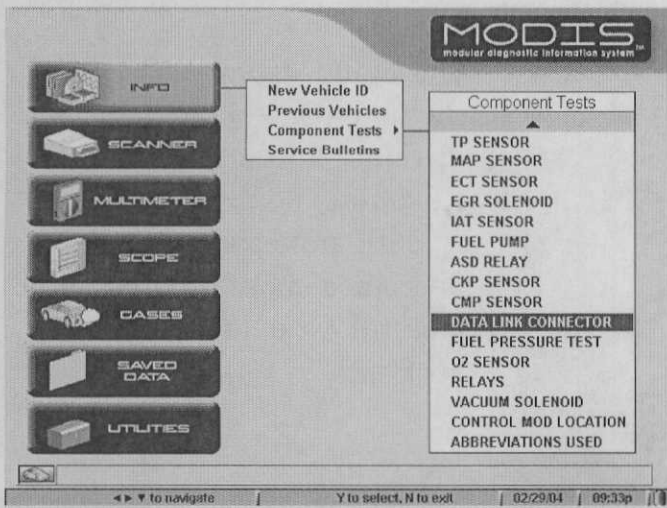 MODIS
modular diagnostic information system™
INFO
SCANNER
MULTIMETER
SCOPE
CASES
SAVED
DATA
UTILITIES
New Vehicle ID
Previous Vehicles
Component Tests
Service Bulletins
Component Tests
TP SENSOR
MAP SENSOR
ECT SENSOR
EGR SOLENOID
IAT SENSOR
FUEL PUMP
ASD RELAY
CKP SENSOR
CMP SENSOR
DATA LINK CONNECTOR
FUEL PRESSURE TEST
O2 SENSOR
RELAYS
VACUUM SOLENOID
CONTROL MOD LOCATION
ABBREVIATIONS USED
◄ ► ▼ to navigate Y to select, N to exit 02/29/04 09:33p